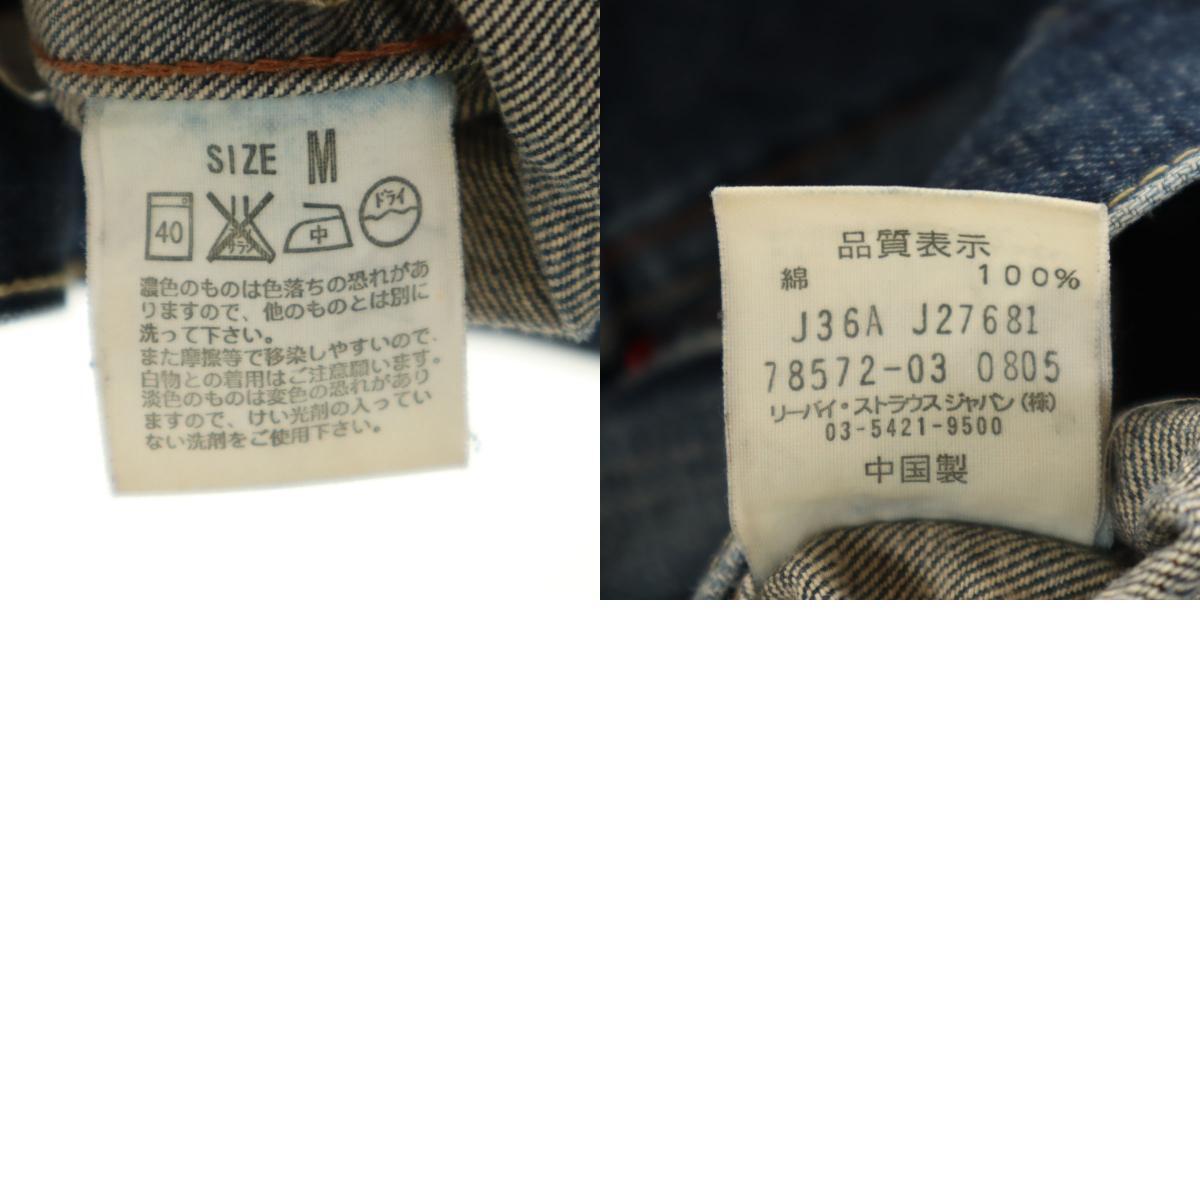 SIZE M
40 サラシ 中 ドライ
濃色のものは色落ちの恐れがあ
りますので、他のものとは別に
洗って下さい。
また摩擦等で移染しやすいので、
白物との着用はご注意願います。
淡色のものは変色の恐れがあり
ますので、けい光剤の入ってい
ない洗剤をご使用下さい。
品質表示
綿 100%
J36A J27681
78572-03 0805
リーバイ・ストラウスジャパン(株)
03-5421-9500
中国製